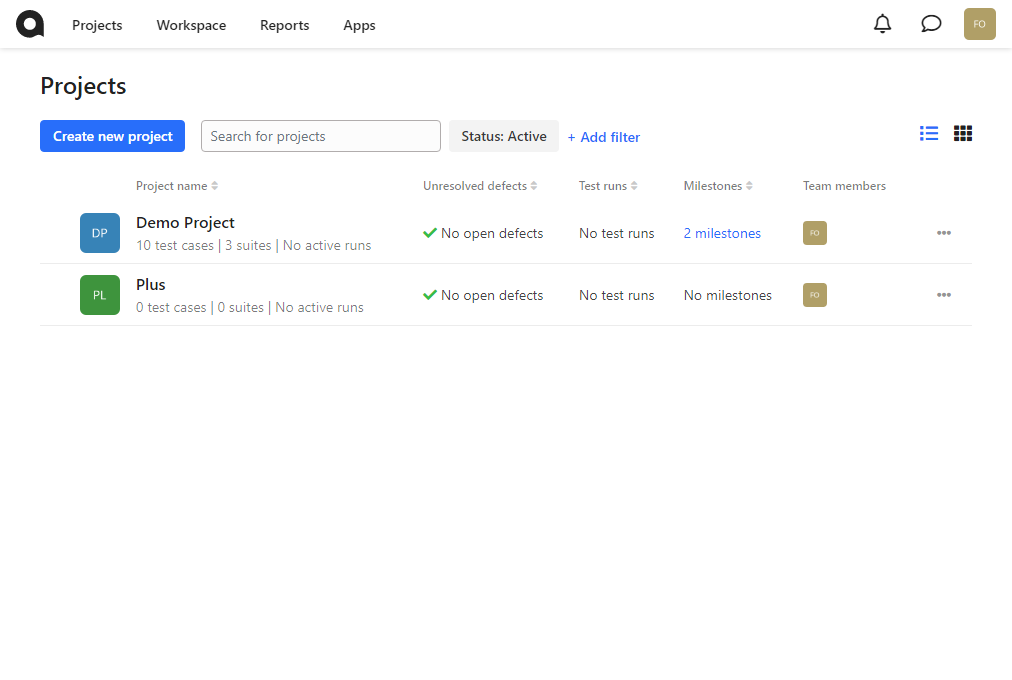 Projects Workspace Reports Apps FO
Projects
Create new project Search for projects Status: Active + Add filter
Project name Unresolved defects Test runs Milestones Team members
DP Demo Project
10 test cases | 3 suites | No active runs No open defects No test runs 2 milestones FO
PL Plus
0 test cases | 0 suites | No active runs No open defects No test runs No milestones FO